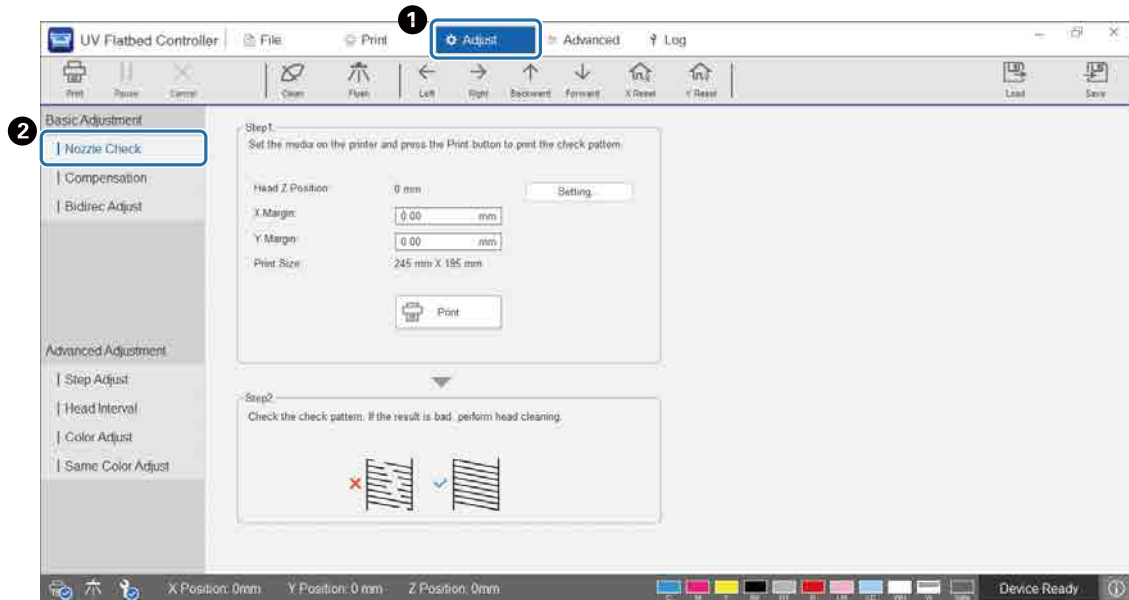 1
UV Flatbed Controller File Print Adjust Advanced Log
Print Pause Cancel Clean Flush Left Right Backward Forward X Reset Y Reset Load Save
Basic Adjustment
2
Nozzle Check
Compensation
Bidirec Adjust
Advanced Adjustment
Step Adjust
Head Interval
Color Adjust
Same Color Adjust
Step1
Set the media on the printer and press the Print button to print the check pattern.
Head Z Position: 0 mm Setting...
X Margin: 0.00 mm
Y Margin: 0.00 mm
Print Size: 245 mm X 195 mm
Print
Step2
Check the check pattern. If the result is bad, perform head cleaning.
X Position: 0mm Y Position: 0 mm Z Position: 0mm Device Ready